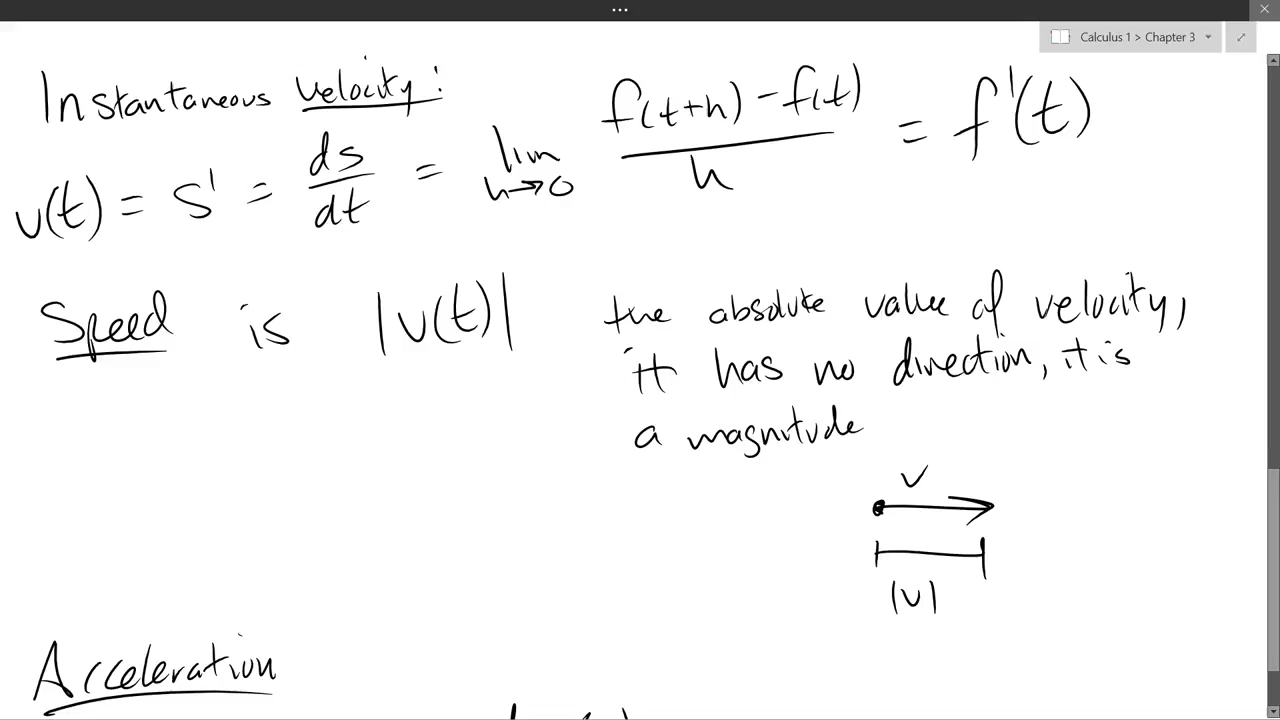 ...
Calculus 1 > Chapter 3
Instantaneous velocity:
v(t) = s' = ds/dt = lim h→0 f(t+h) - f(t) / h = f'(t)
Speed is |v(t)| the absolute value of velocity,
it has no direction, it is
a magnitude
v
|v|
Acceleration